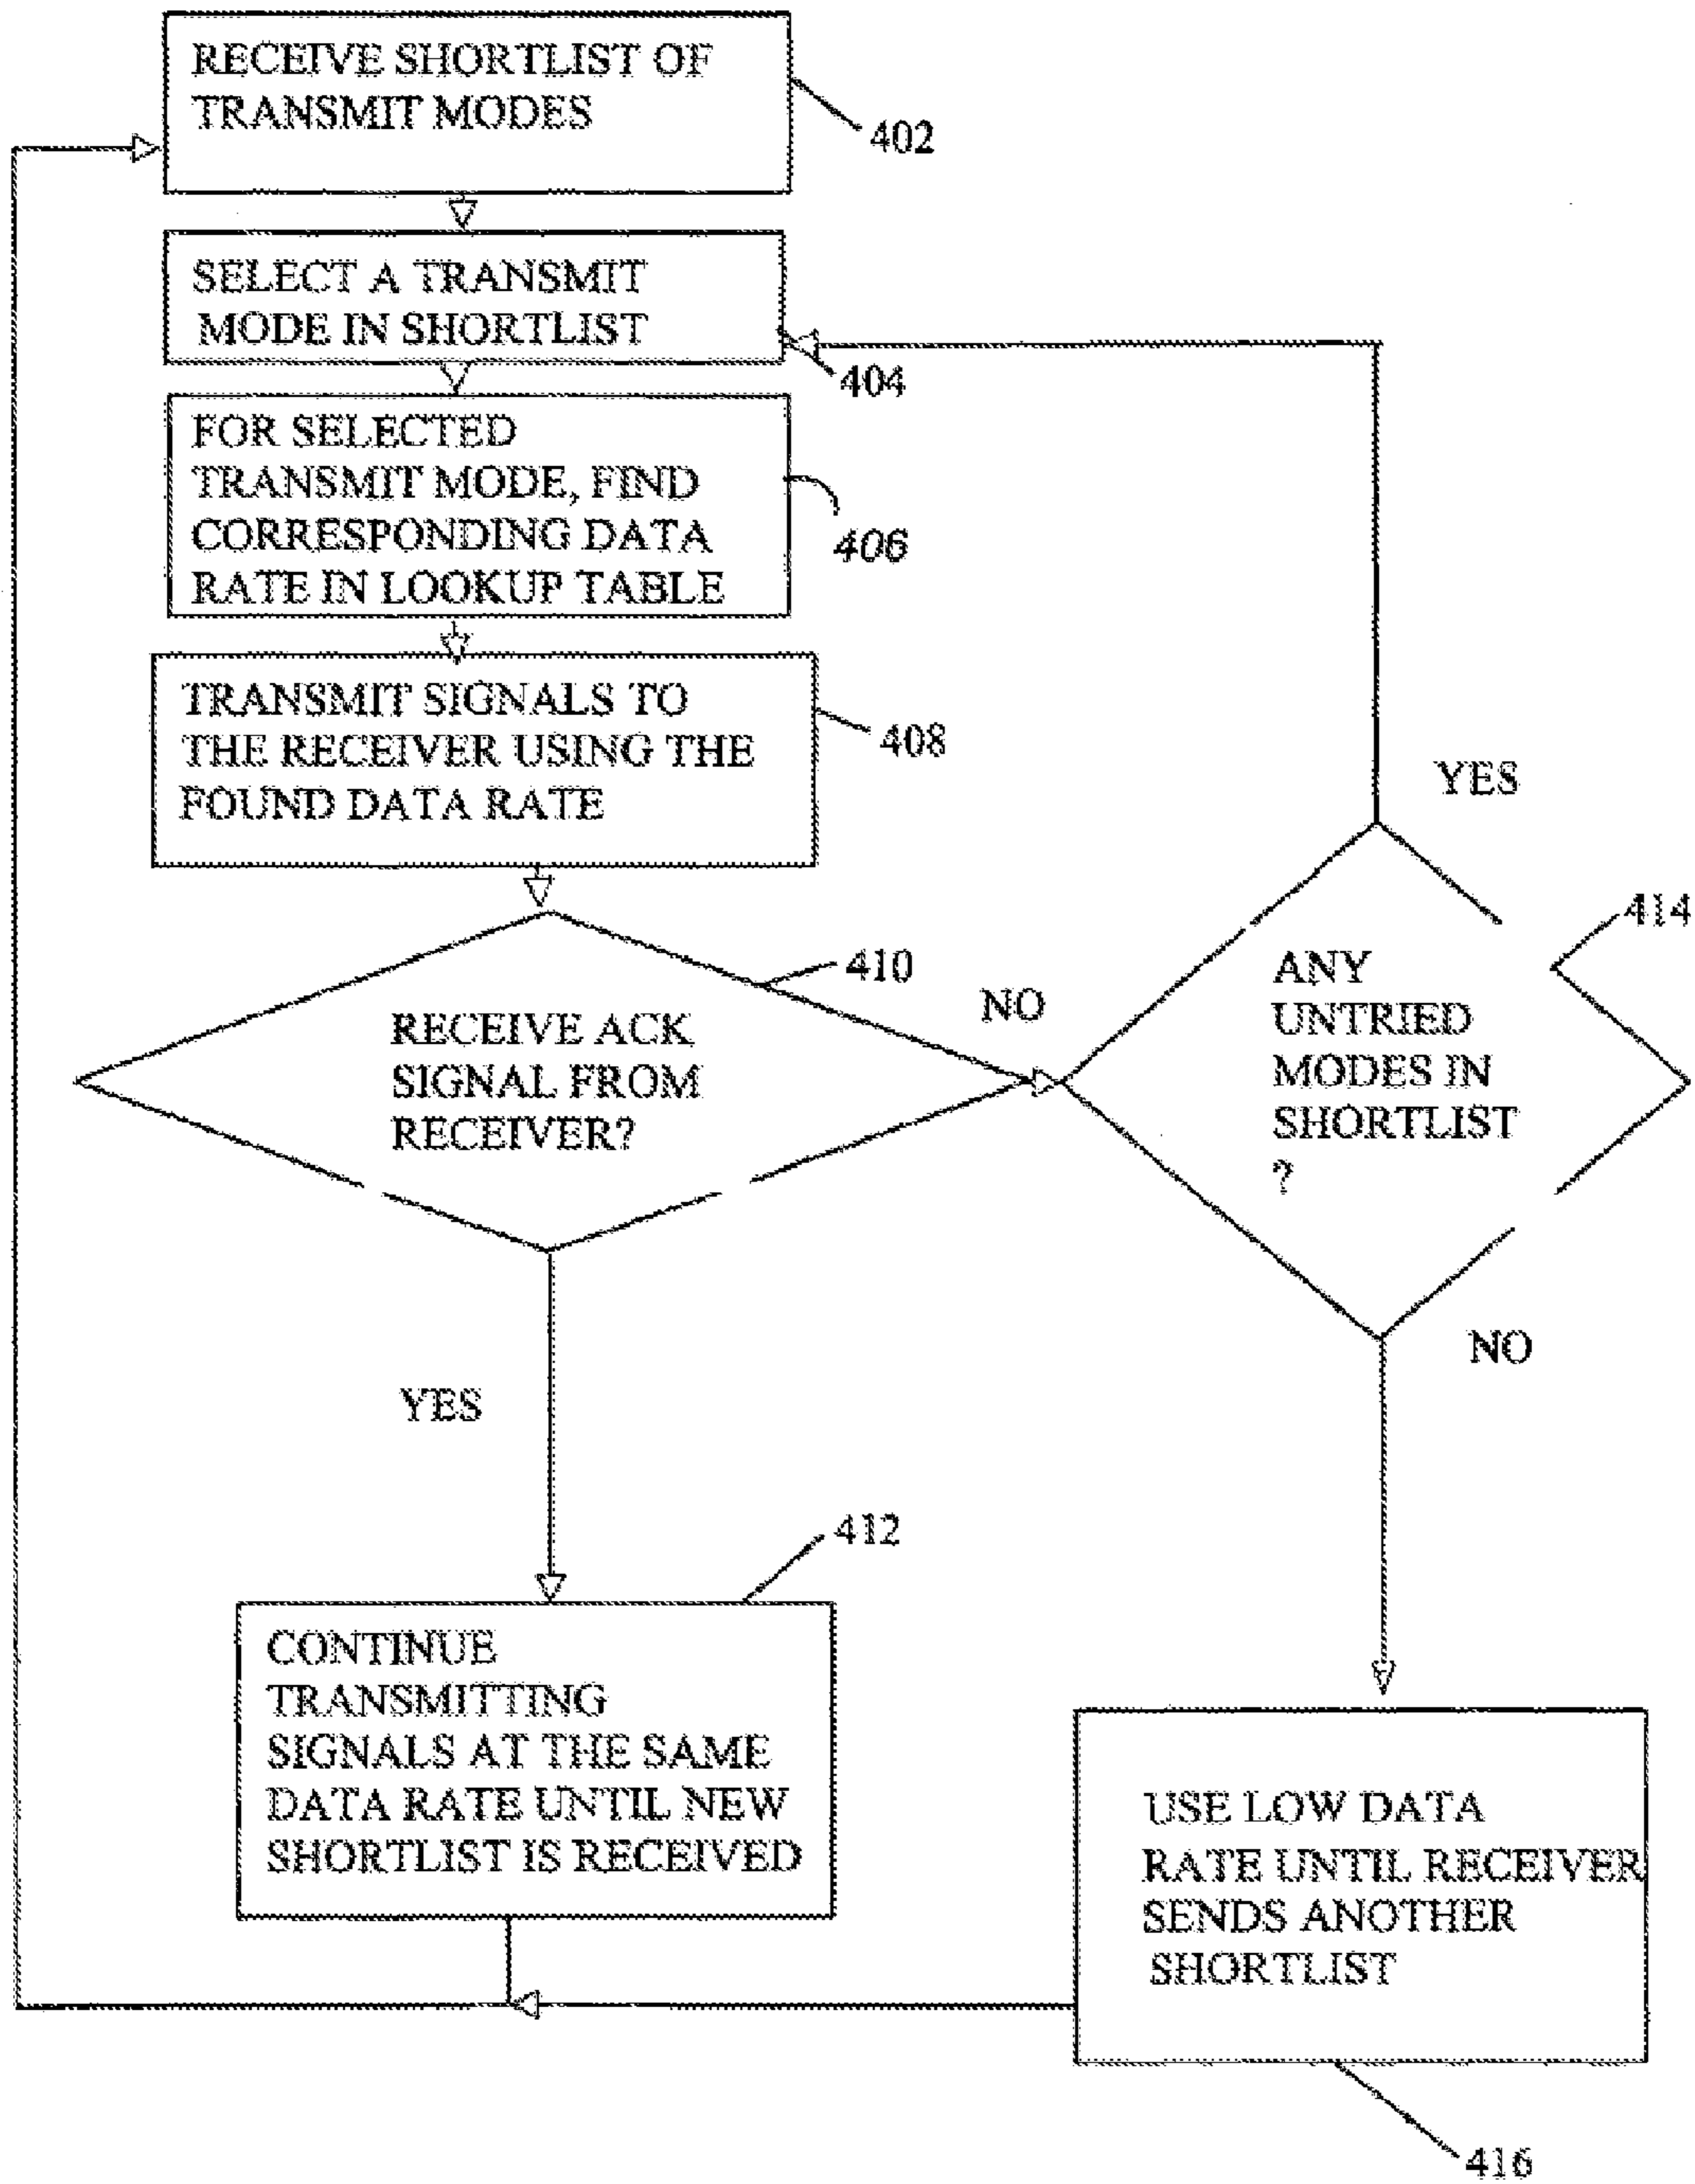 RECEIVE SHORTLIST OF
TRANSMIT MODES
402
SELECT A TRANSMIT
MODE IN SHORTLIST
404
FOR SELECTED
TRANSMIT MODE, FIND
CORRESPONDING DATA
RATE IN LOOKUP TABLE
406
TRANSMIT SIGNALS TO
THE RECEIVER USING THE
FOUND DATA RATE
408
YES
414
410
NO
RECEIVE ACK
SIGNAL FROM
RECEIVER?
ANY
UNTRIED
MODES IN
SHORTLIST
?
NO
YES
412
CONTINUE
TRANSMITTING
SIGNALS AT THE SAME
DATA RATE UNTIL NEW
SHORTLIST IS RECEIVED
USE LOW DATA
RATE UNTIL RECEIVER
SENDS ANOTHER
SHORTLIST
416